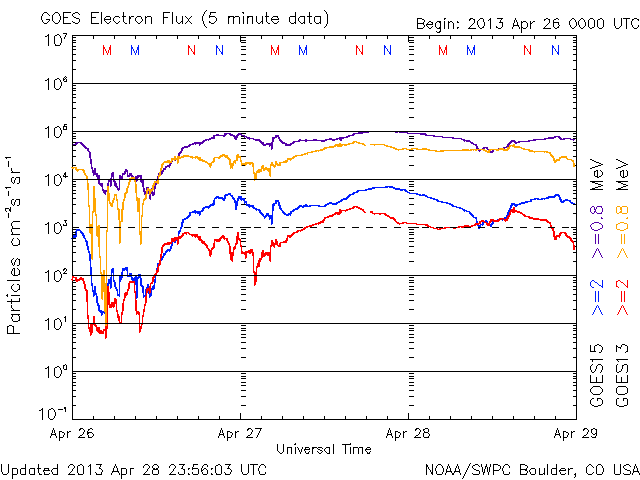 GOES Electron Flux (5 minute data)
Begin: 2013 Apr 26 0000 UTC
M M N N M M N N M M N N
10⁷
10⁶
10⁵
10⁴
10³
10²
10¹
10⁰
10⁻¹
Particles cm⁻²s⁻¹sr⁻¹
GOES15 >=2 >=0.8 MeV
GOES13 >=2 >=0.8 MeV
Apr 26 Apr 27 Apr 28 Apr 29
Universal Time
Updated 2013 Apr 28 23:56:03 UTC
NOAA/SWPC Boulder, CO USA